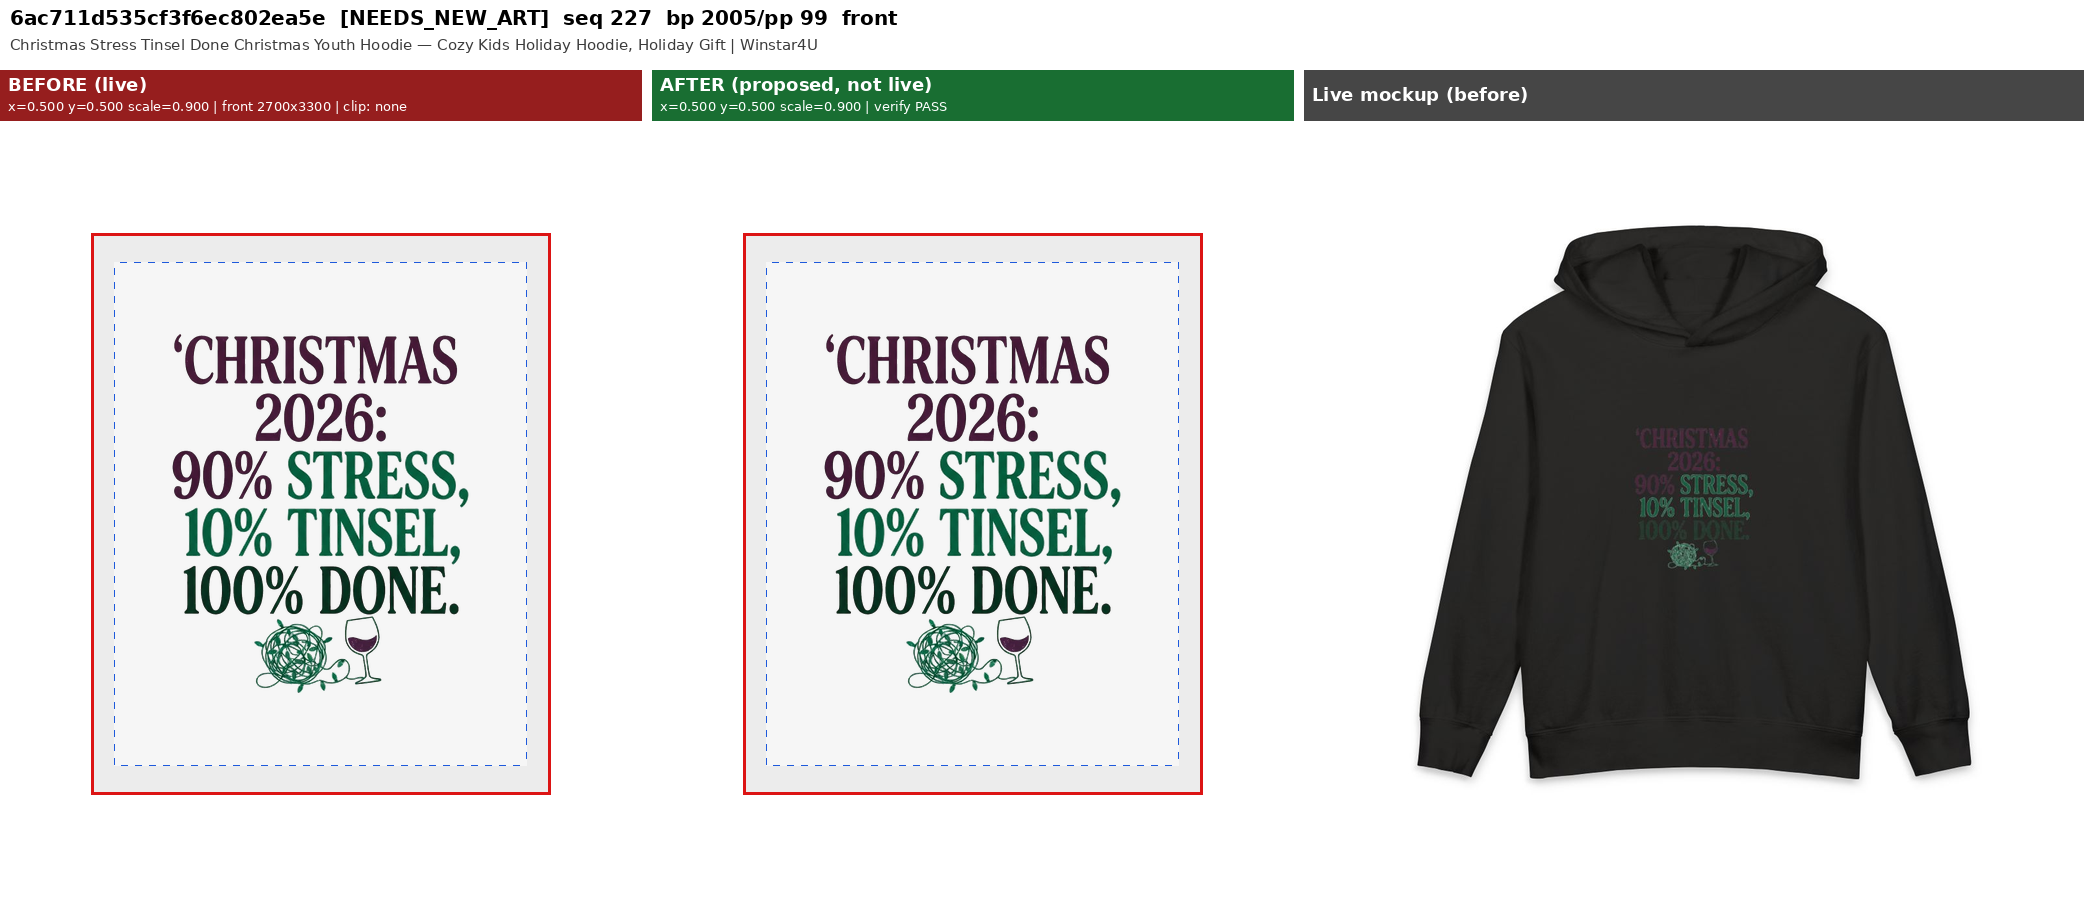 6ac711d535cf3f6ec802ea5e [NEEDS_NEW_ART] seq 227 bp 2005/pp 99 front
Christmas Stress Tinsel Done Christmas Youth Hoodie — Cozy Kids Holiday Hoodie, Holiday Gift | Winstar4U
BEFORE (live)
x=0.500 y=0.500 scale=0.900 | front 2700x3300 | clip: none
AFTER (proposed, not live)
x=0.500 y=0.500 scale=0.900 | verify PASS
Live mockup (before)
‘CHRISTMAS
2026:
90% STRESS,
10% TINSEL,
100% DONE.
‘CHRISTMAS
2026:
90% STRESS,
10% TINSEL,
100% DONE.
‘CHRISTMAS
2026:
90% STRESS,
10% TINSEL,
100% DONE.